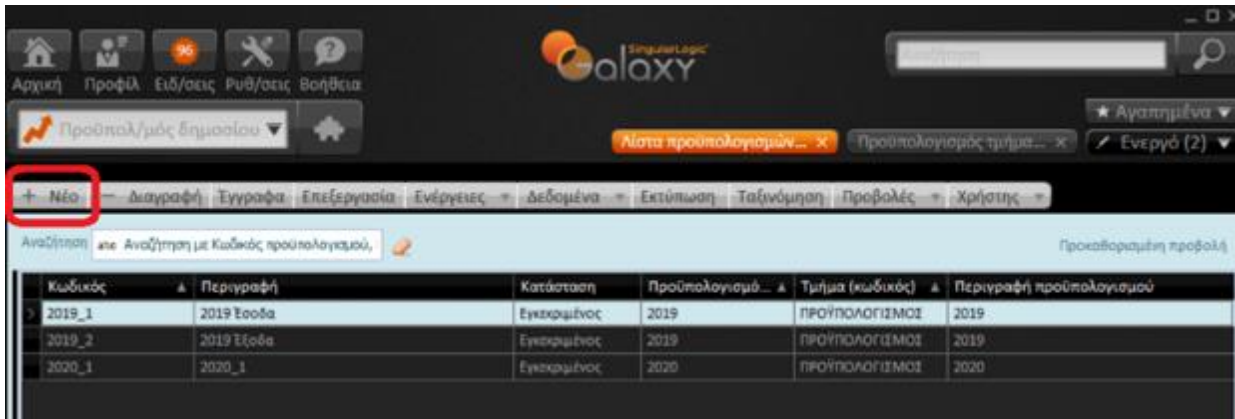 SingularLogic
Galaxy
Αναζήτηση
96
Αρχική Προφίλ Ειδ/σεις Ρυθ/σεις Βοήθεια
Προϋπολ/μός δημοσίου
Αγαπημένα
Λίστα προϋπολογισμών... Προϋπολογισμός τμήμα... Ενεργό (2)
+ Νέο — Διαγραφή Έγγραφα Επεξεργασία Ενέργειες Δεδομένα Εκτύπωση Ταξινόμηση Προβολές Χρήστης
Αναζήτηση abc Αναζήτηση με Κωδικός προϋπολογισμού, Προκαθορισμένη προβολή
Κωδικός Περιγραφή Κατάσταση Προϋπολογισμό... Τμήμα (κωδικός) Περιγραφή προϋπολογισμού
2019_1 2019 Έσοδα Εγκεκριμένος 2019 ΠΡΟΫΠΟΛΟΓΙΣΜΟΣ 2019
2019_2 2019 Έξοδα Εγκεκριμένος 2019 ΠΡΟΫΠΟΛΟΓΙΣΜΟΣ 2019
2020_1 2020_1 Εγκεκριμένος 2020 ΠΡΟΫΠΟΛΟΓΙΣΜΟΣ 2020